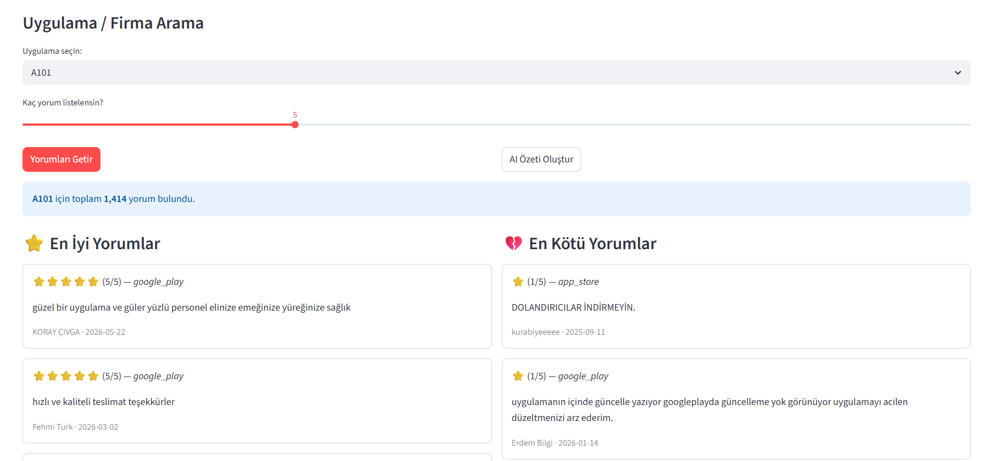 Uygulama / Firma Arama
Uygulama seçin:
A101
Kaç yorum listelensin?
5
Yorumları Getir
AI Özeti Oluştur
A101 için toplam 1,414 yorum bulundu.
En İyi Yorumlar
(5/5) — google_play
güzel bir uygulama ve güler yüzlü personel elinize emeğinize yüreğinize sağlık
KORAY ÇIVGA · 2026-05-22
(5/5) — google_play
hızlı ve kaliteli teslimat teşekkürler
Fehmi Turk · 2026-03-02
En Kötü Yorumlar
(1/5) — app_store
DOLANDIRICILAR İNDİRMEYİN.
kurabiyeeeee · 2025-09-11
(1/5) — google_play
uygulamanın içinde güncelle yazıyor googleplayda güncelleme yok görünüyor uygulamayı acilen
düzeltmenizi arz ederim.
Erdem Bilgi · 2026-01-14